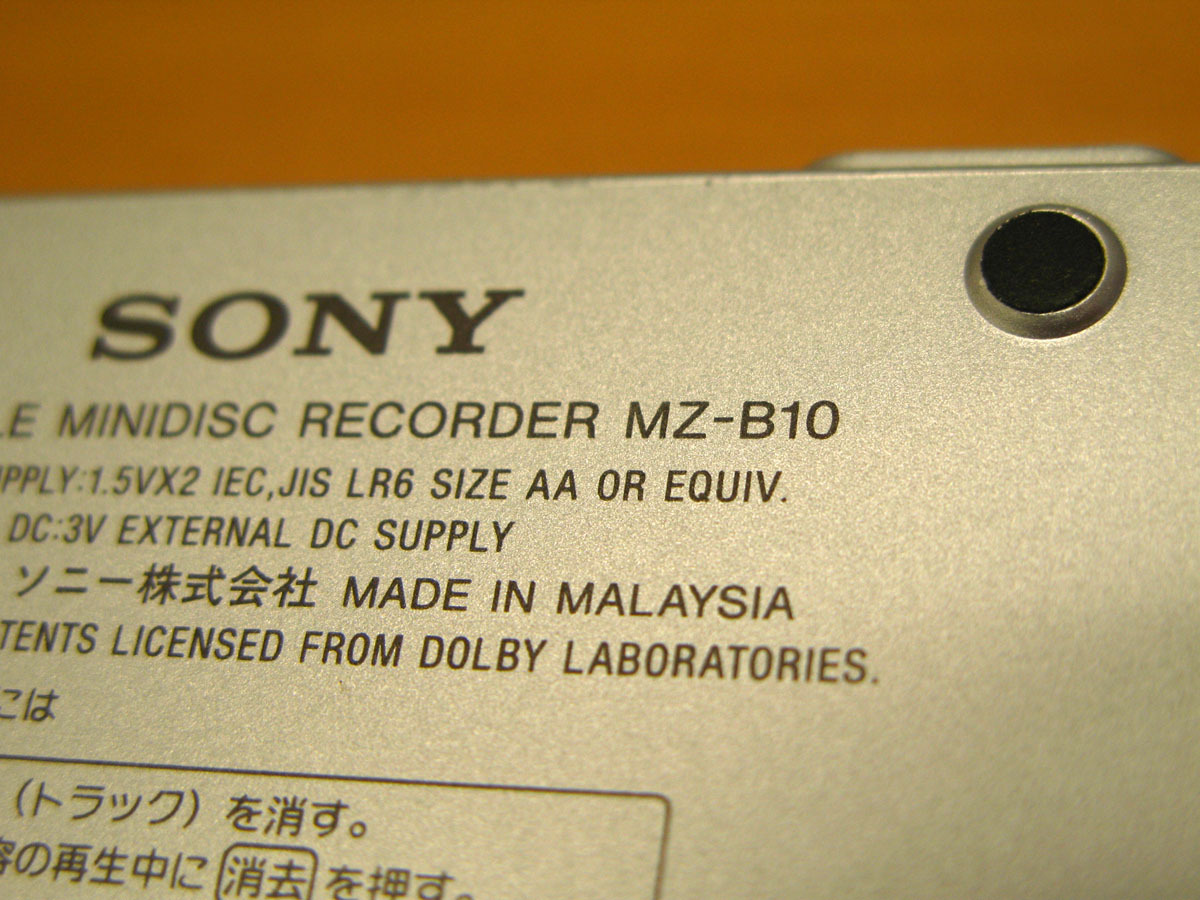 SONY
LE MINIDISC RECORDER MZ-B10
UPPLY:1.5VX2 IEC,JIS LR6 SIZE AA OR EQUIV.
DC:3V EXTERNAL DC SUPPLY
ソニー株式会社 MADE IN MALAYSIA
TENTS LICENSED FROM DOLBY LABORATORIES.
には
(トラック)を消す。
容の再生中に 消去 を押す。